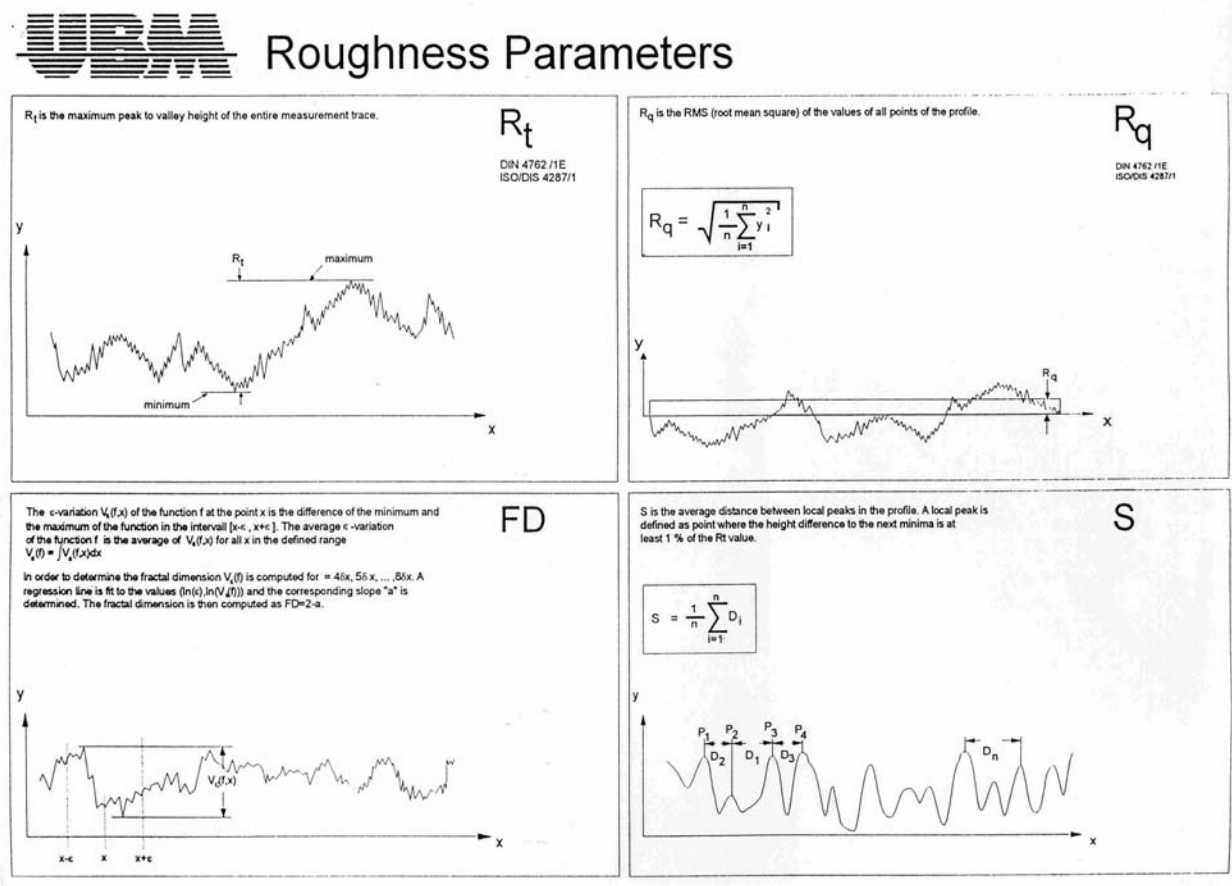 UBM Roughness Parameters
Rt is the maximum peak to valley height of the entire measurement trace.
Rt
DIN 4762 /1E
ISO/DIS 4287/1
y
Rt
maximum
minimum
x
Rq is the RMS (root mean square) of the values of all points of the profile.
Rq
DIN 4762 /1E
ISO/DIS 4287/1
Rq = √ 1/n n ∑ i=1 y i 2
y
Rq
x
The ε-variation Vε(f,x) of the function f at the point x is the difference of the minimum and
the maximum of the function in the intervall [x-ε , x+ε ]. The average ε -variation
of the function f is the average of Vε(f,x) for all x in the defined range
Vε(f) = ∫Vε(f,x)dx
In order to determine the fractal dimension Vε(f) is computed for = 4δx, 5δx, ... ,8δx. A
regression line is fit to the values (ln(ε),ln(Vε(f))) and the corresponding slope "a" is
determined. The fractal dimension is then computed as FD=2-a.
FD
y
Vε(f,x)
x-ε x x+ε
x
S is the average distance between local peaks in the profile. A local peak is
defined as point where the height difference to the next minima is at
least 1 % of the Rt value.
S
S = 1/n n ∑ i=1 Di
y
P1 P2 P3 P4
D2 D1 D3 Dn
x